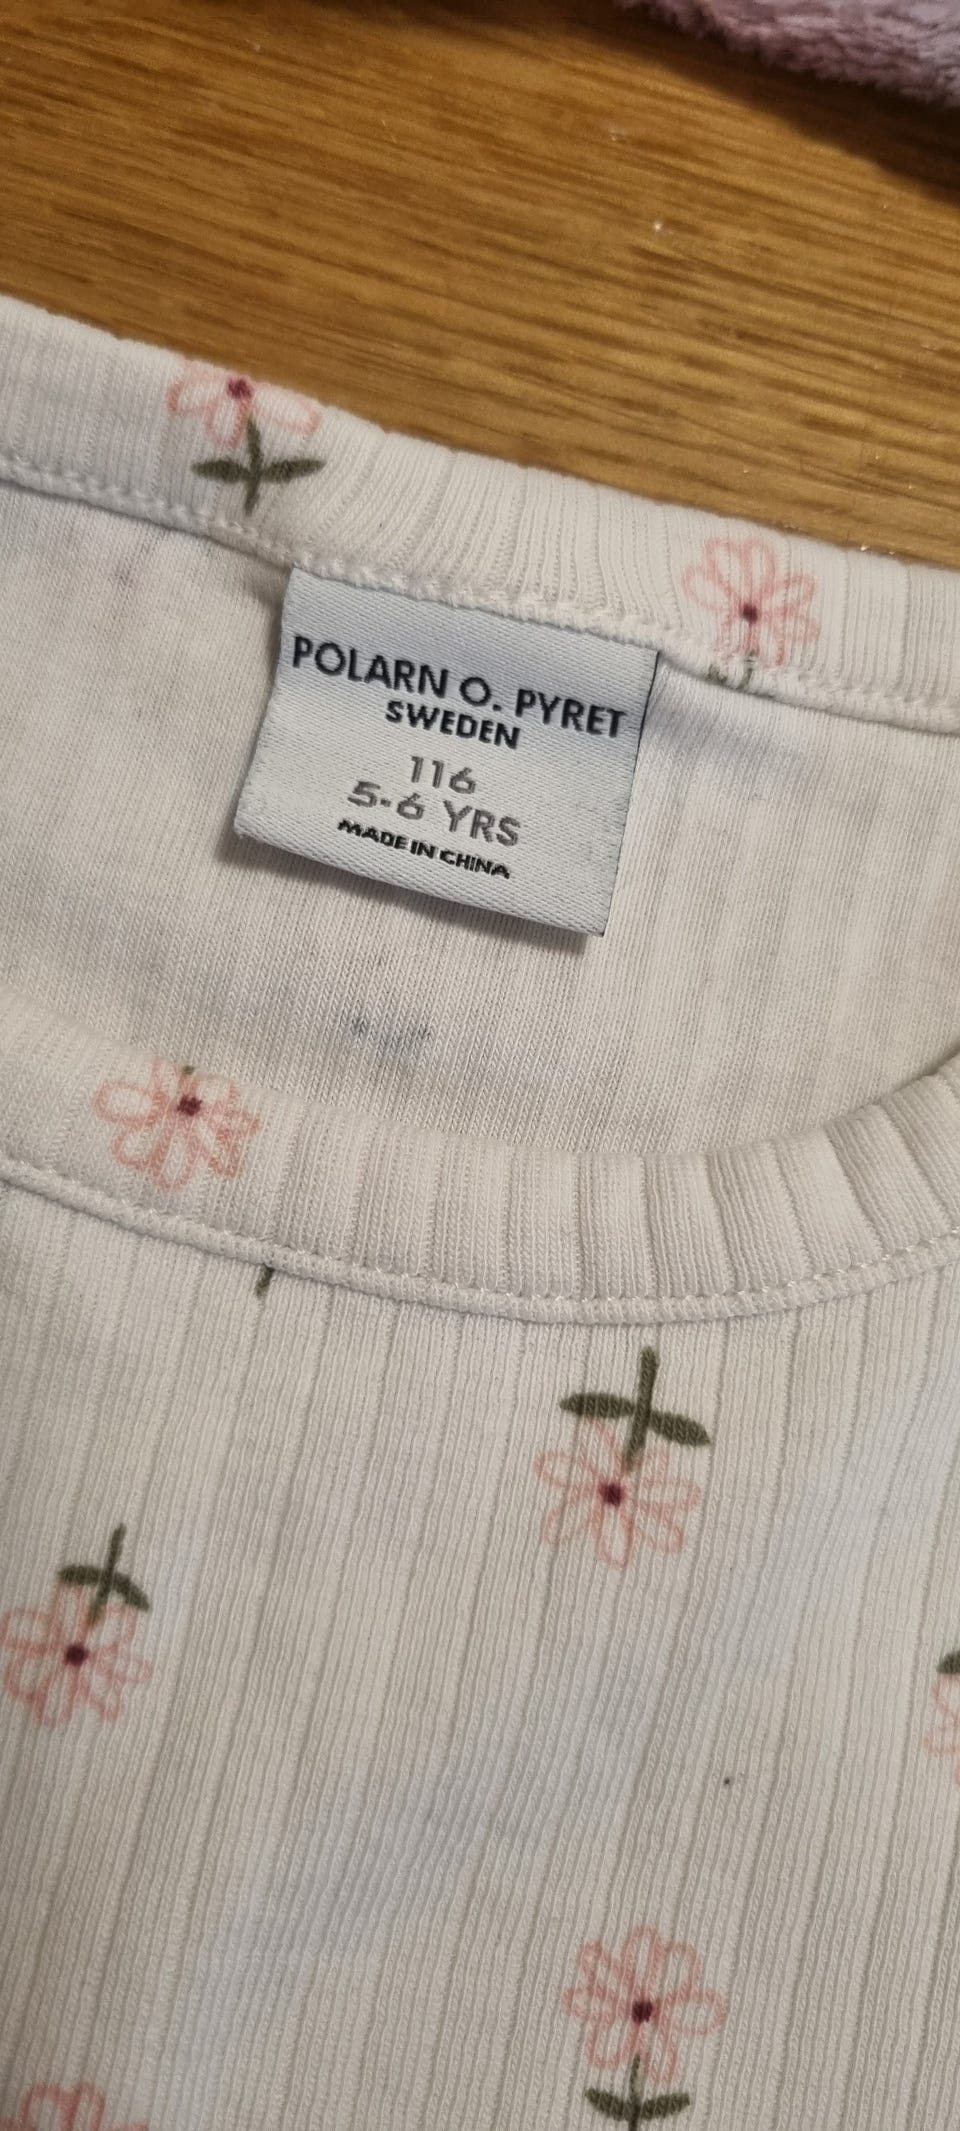 POLARN O. PYRET
SWEDEN
116
5-6 YRS
MADE IN CHINA